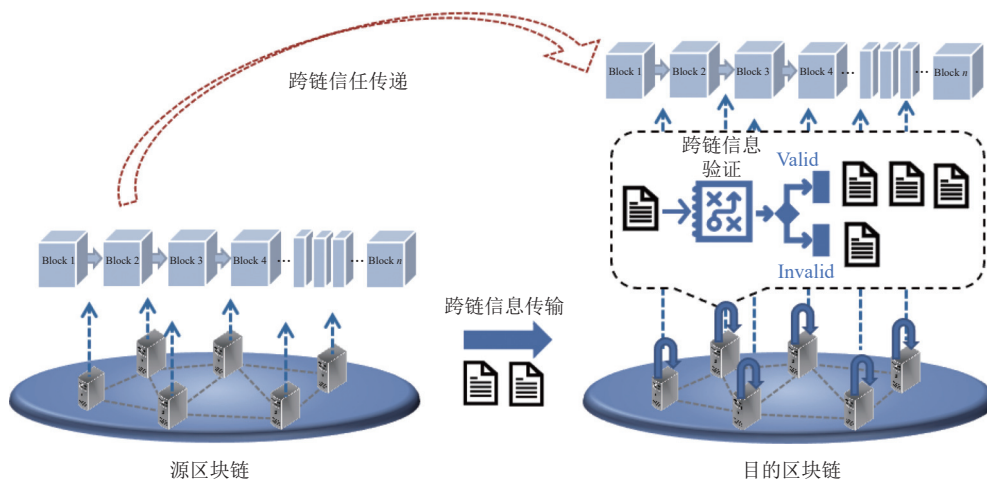 跨链信任传递
Block 1
Block 2
Block 3
Block 4
…
…
Block n
跨链信息
验证
Valid
Invalid
Block 1
Block 2
Block 3
Block 4
…
…
Block n
跨链信息传输
源区块链
目的区块链